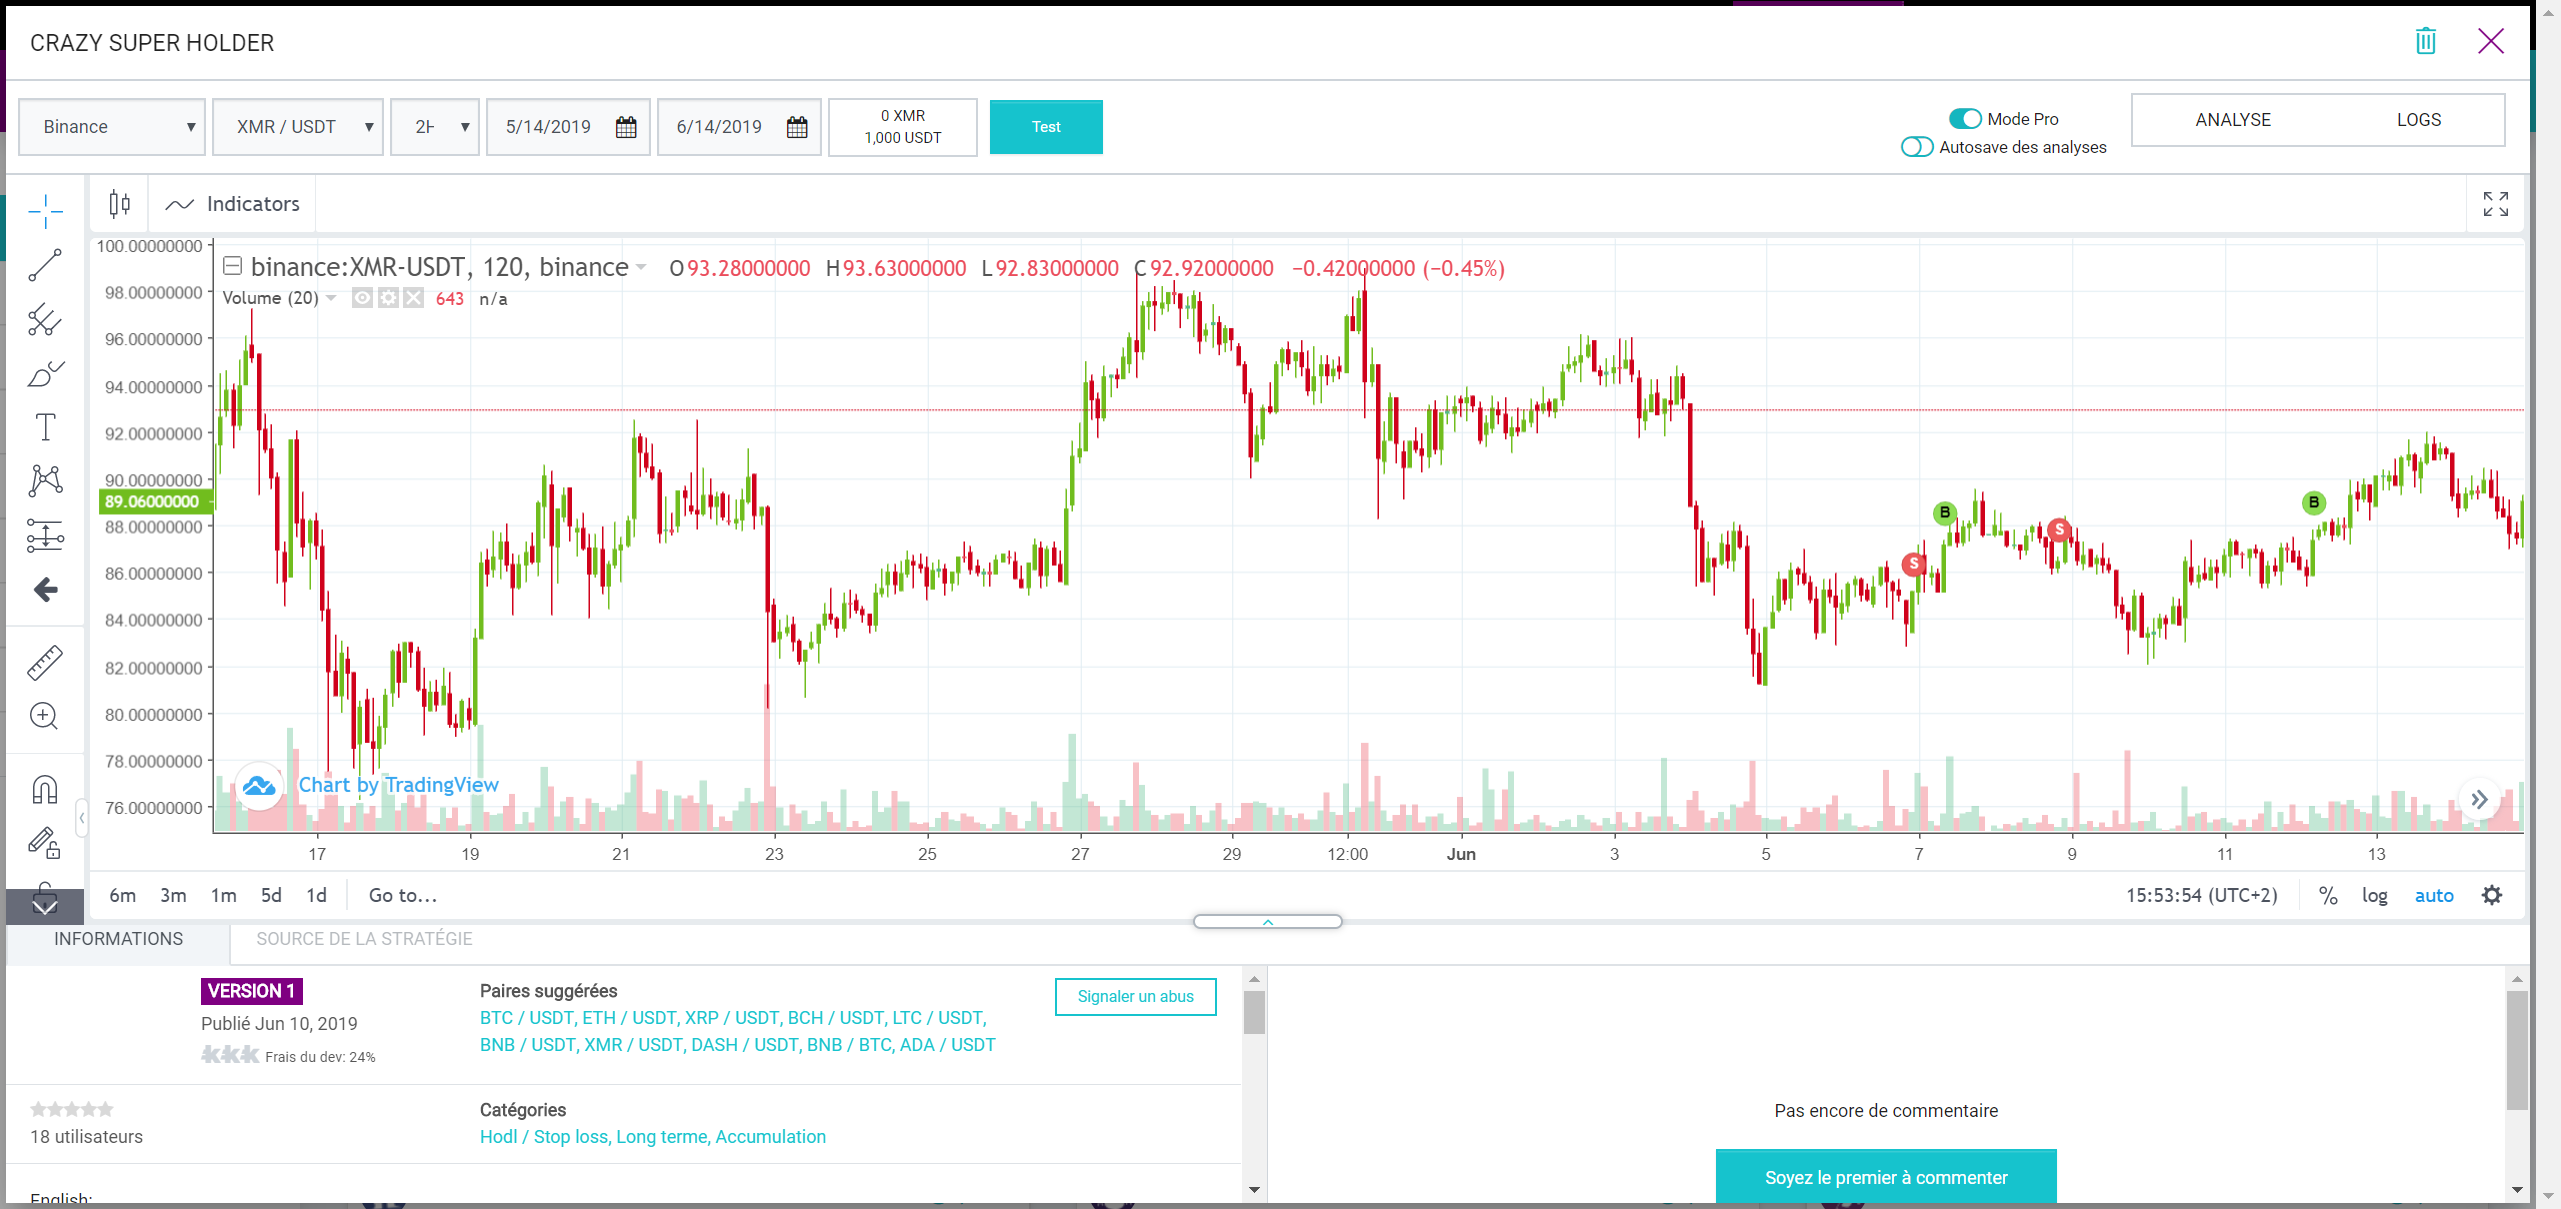 CRAZY SUPER HOLDER
Binance
XMR / USDT
2H
5/14/2019
6/14/2019
0 XMR
1,000 USDT
Test
Mode Pro
Autosave des analyses
ANALYSE
LOGS
Indicators
binance:XMR-USDT, 120, binance O93.28000000 H93.63000000 L92.83000000 C92.92000000 −0.42000000 (−0.45%)
Volume (20) 643 n/a
100.00000000
98.00000000
96.00000000
94.00000000
92.00000000
90.00000000
89.06000000
88.00000000
86.00000000
84.00000000
82.00000000
80.00000000
78.00000000
76.00000000
S
B
S
B
Chart by TradingView
17 19 21 23 25 27 29 12:00 Jun 3 5 7 9 11 13
6m 3m 1m 5d 1d Go to...
15:53:54 (UTC+2) % log auto
INFORMATIONS
SOURCE DE LA STRATÉGIE
VERSION 1
Publié Jun 10, 2019
Frais du dev: 24%
Paires suggérées
BTC / USDT, ETH / USDT, XRP / USDT, BCH / USDT, LTC / USDT,
BNB / USDT, XMR / USDT, DASH / USDT, BNB / BTC, ADA / USDT
Signaler un abus
18 utilisateurs
Catégories
Hodl / Stop loss, Long terme, Accumulation
English:
Pas encore de commentaire
Soyez le premier à commenter